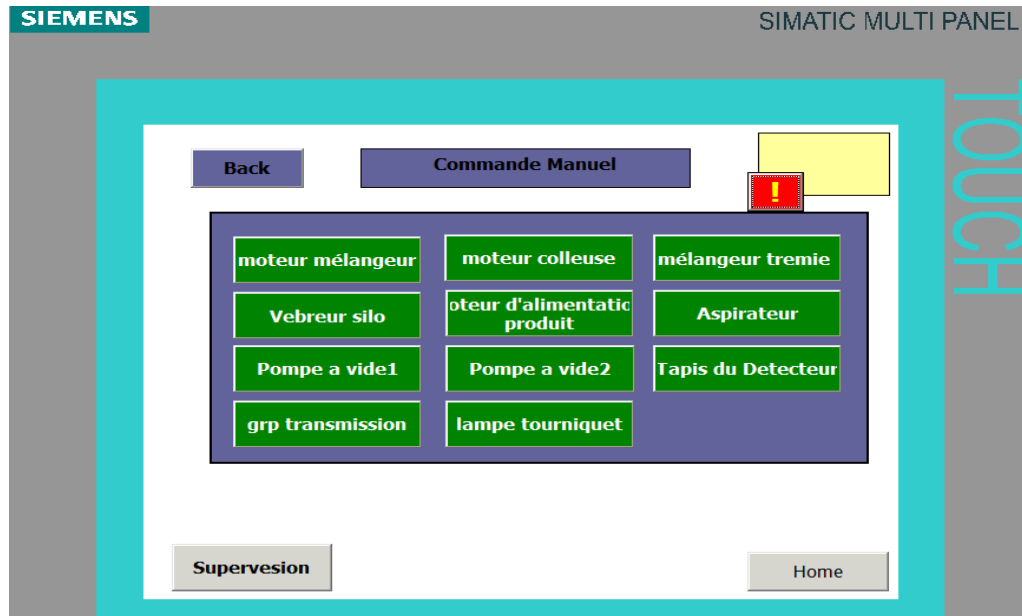 SIEMENS
SIMATIC MULTI PANEL
TOUCH
Back
Commande Manuel
!
moteur mélangeur
moteur colleuse
mélangeur tremie
Vebreur silo
oteur d'alimentatic
produit
Aspirateur
Pompe a vide1
Pompe a vide2
Tapis du Detecteur
grp transmission
lampe tourniquet
Supervesion
Home